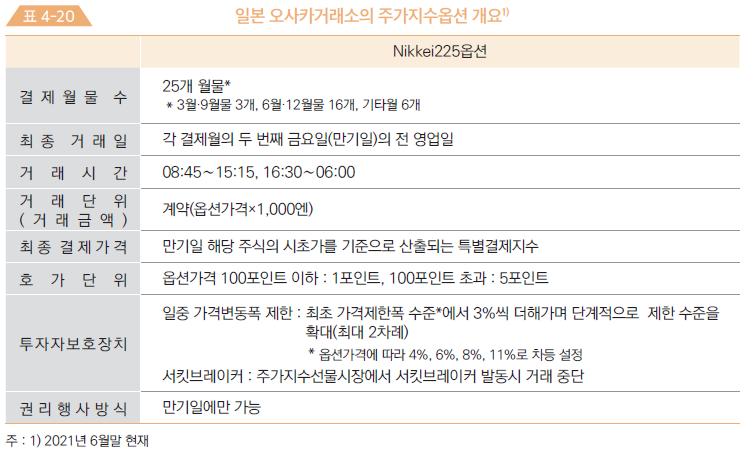 표 4-20 일본 오사카거래소의 주가지수옵션 개요1)
Nikkei225옵션
결제월물 수 25개 월물*
* 3월·9월물 3개, 6월·12월물 16개, 기타월 6개
최종 거래일 각 결제월의 두 번째 금요일(만기일)의 전 영업일
거래시간 08:45~15:15, 16:30~06:00
거래단위
(거래금액) 계약(옵션가격×1,000엔)
최종결제가격 만기일 해당 주식의 시초가를 기준으로 산출되는 특별결제지수
호가단위 옵션가격 100포인트 이하 : 1포인트, 100포인트 초과 : 5포인트
투자자보호장치 일중 가격변동폭 제한 : 최초 가격제한폭 수준*에서 3%씩 더해가며 단계적으로 제한 수준을
확대(최대 2차례)
* 옵션가격에 따라 4%, 6%, 8%, 11%로 차등 설정
서킷브레이커 : 주가지수선물시장에서 서킷브레이커 발동시 거래 중단
권리행사방식 만기일에만 가능
주 : 1) 2021년 6월말 현재